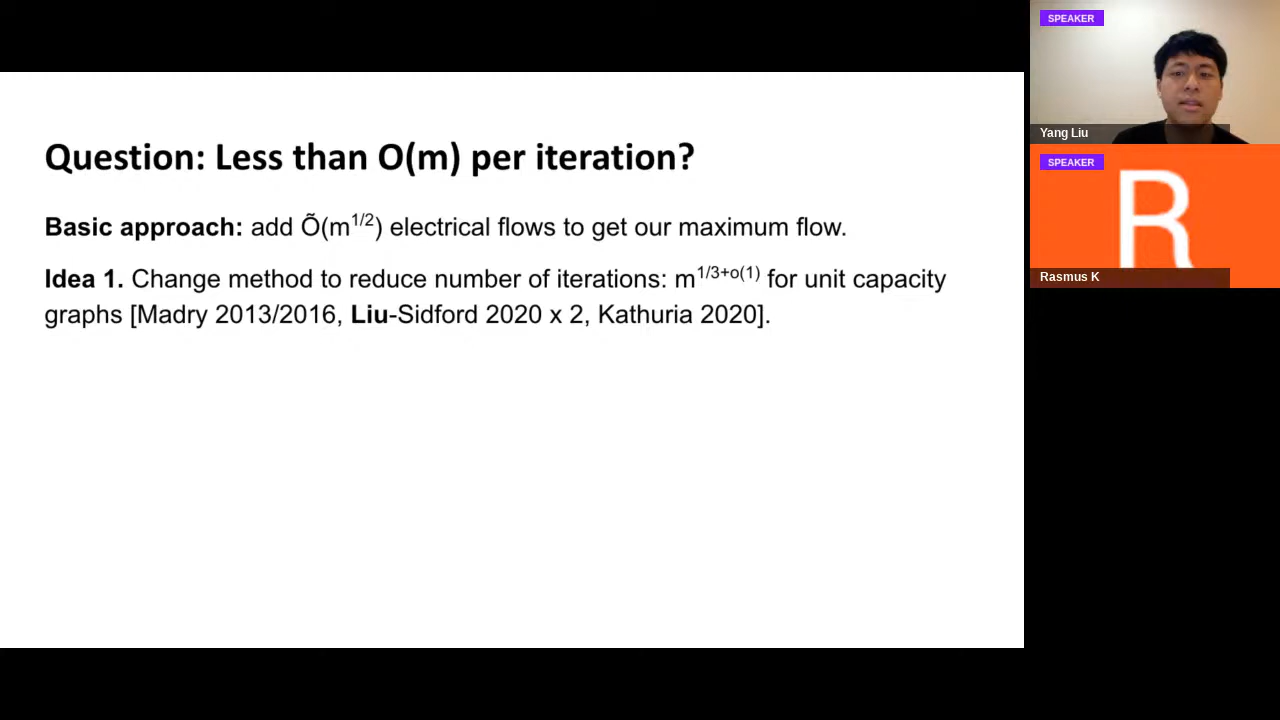 Question: Less than O(m) per iteration?
Basic approach: add Õ(m^1/2) electrical flows to get our maximum flow.
Idea 1. Change method to reduce number of iterations: m^1/3+o(1) for unit capacity
graphs [Madry 2013/2016, Liu-Sidford 2020 x 2, Kathuria 2020].
SPEAKER
Yang Liu
SPEAKER
R
Rasmus K